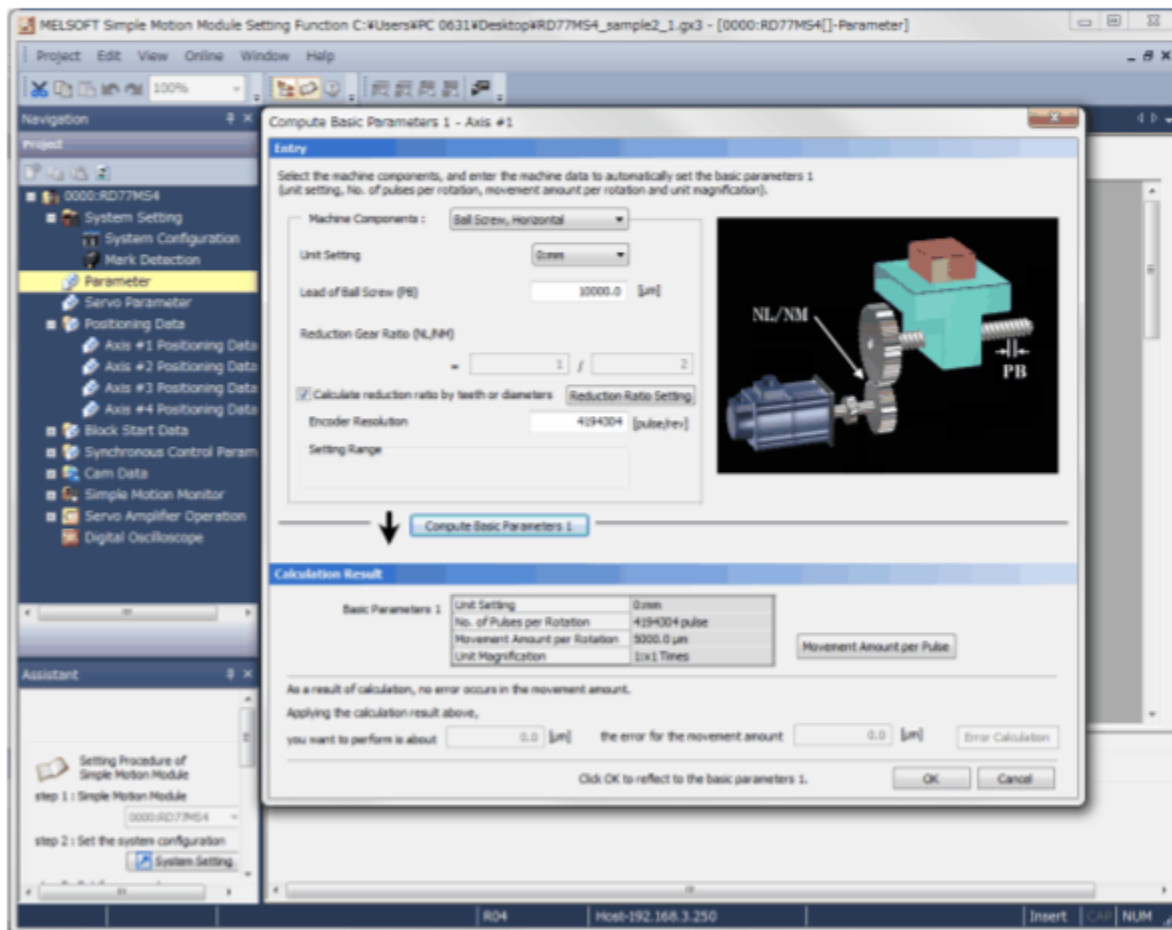 MELSOFT Simple Motion Module Setting Function C:¥Users¥PC 0631¥Desktop¥RD77MS4_sample2_1.gx3 - [0000:RD77MS4[]-Parameter]
Project Edit View Online Window Help
100%
Navigation
Project
0000:RD77MS4
System Setting
System Configuration
Mark Detection
Parameter
Servo Parameter
Positioning Data
Axis #1 Positioning Data
Axis #2 Positioning Data
Axis #3 Positioning Data
Axis #4 Positioning Data
Block Start Data
Synchronous Control Param
Cam Data
Simple Motion Monitor
Servo Amplifier Operation
Digital Oscilloscope
Assistant
Setting Procedure of
Simple Motion Module
step 1 : Simple Motion Module
0000:RD77MS4
step 2 : Set the system configuration
System Setting
Compute Basic Parameters 1 - Axis #1
Entry
Select the machine components, and enter the machine data to automatically set the basic parameters 1
(unit setting, No. of pulses per rotation, movement amount per rotation and unit magnification).
Machine Components : Ball Screw, Horizontal
Unit Setting 0:mm
Lead of Ball Screw (PB) 10000.0 [μm]
Reduction Gear Ratio (NL/NM)
= 1 / 2
Calculate reduction ratio by teeth or diameters Reduction Ratio Setting
Encoder Resolution 4194304 [pulse/rev]
Setting Range
NL/NM
PB
Compute Basic Parameters 1
Calculation Result
Basic Parameters 1
Unit Setting 0:mm
No. of Pulses per Rotation 4194304 pulse
Movement Amount per Rotation 5000.0 μm
Unit Magnification 1:x1 Times
Movement Amount per Pulse
As a result of calculation, no error occurs in the movement amount.
Applying the calculation result above,
you want to perform is about 0.0 [μm] the error for the movement amount 0.0 [μm] Error Calculation
Click OK to reflect to the basic parameters 1. OK Cancel
R04 Host-192.168.3.250 Insert CAP NUM